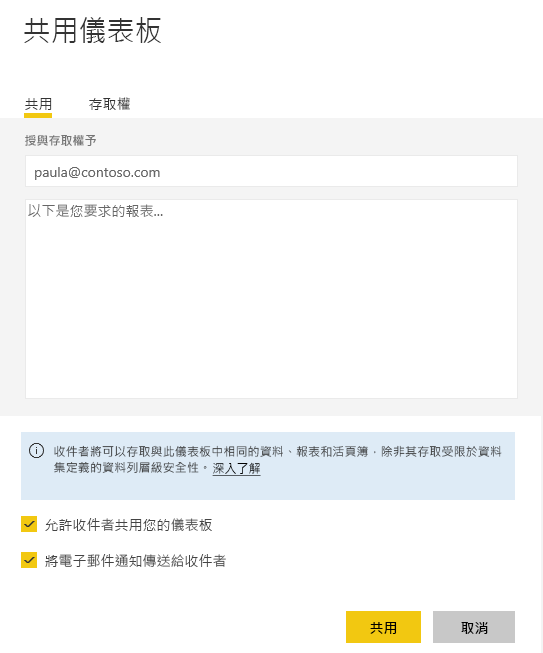 共用儀表板
共用 存取權
授與存取權予
paula@contoso.com
以下是您要求的報表...
收件者將可以存取與此儀表板中相同的資料、報表和活頁簿，除非其存取受限於資料
集定義的資料列層級安全性。深入了解
允許收件者共用您的儀表板
將電子郵件通知傳送給收件者
共用 取消